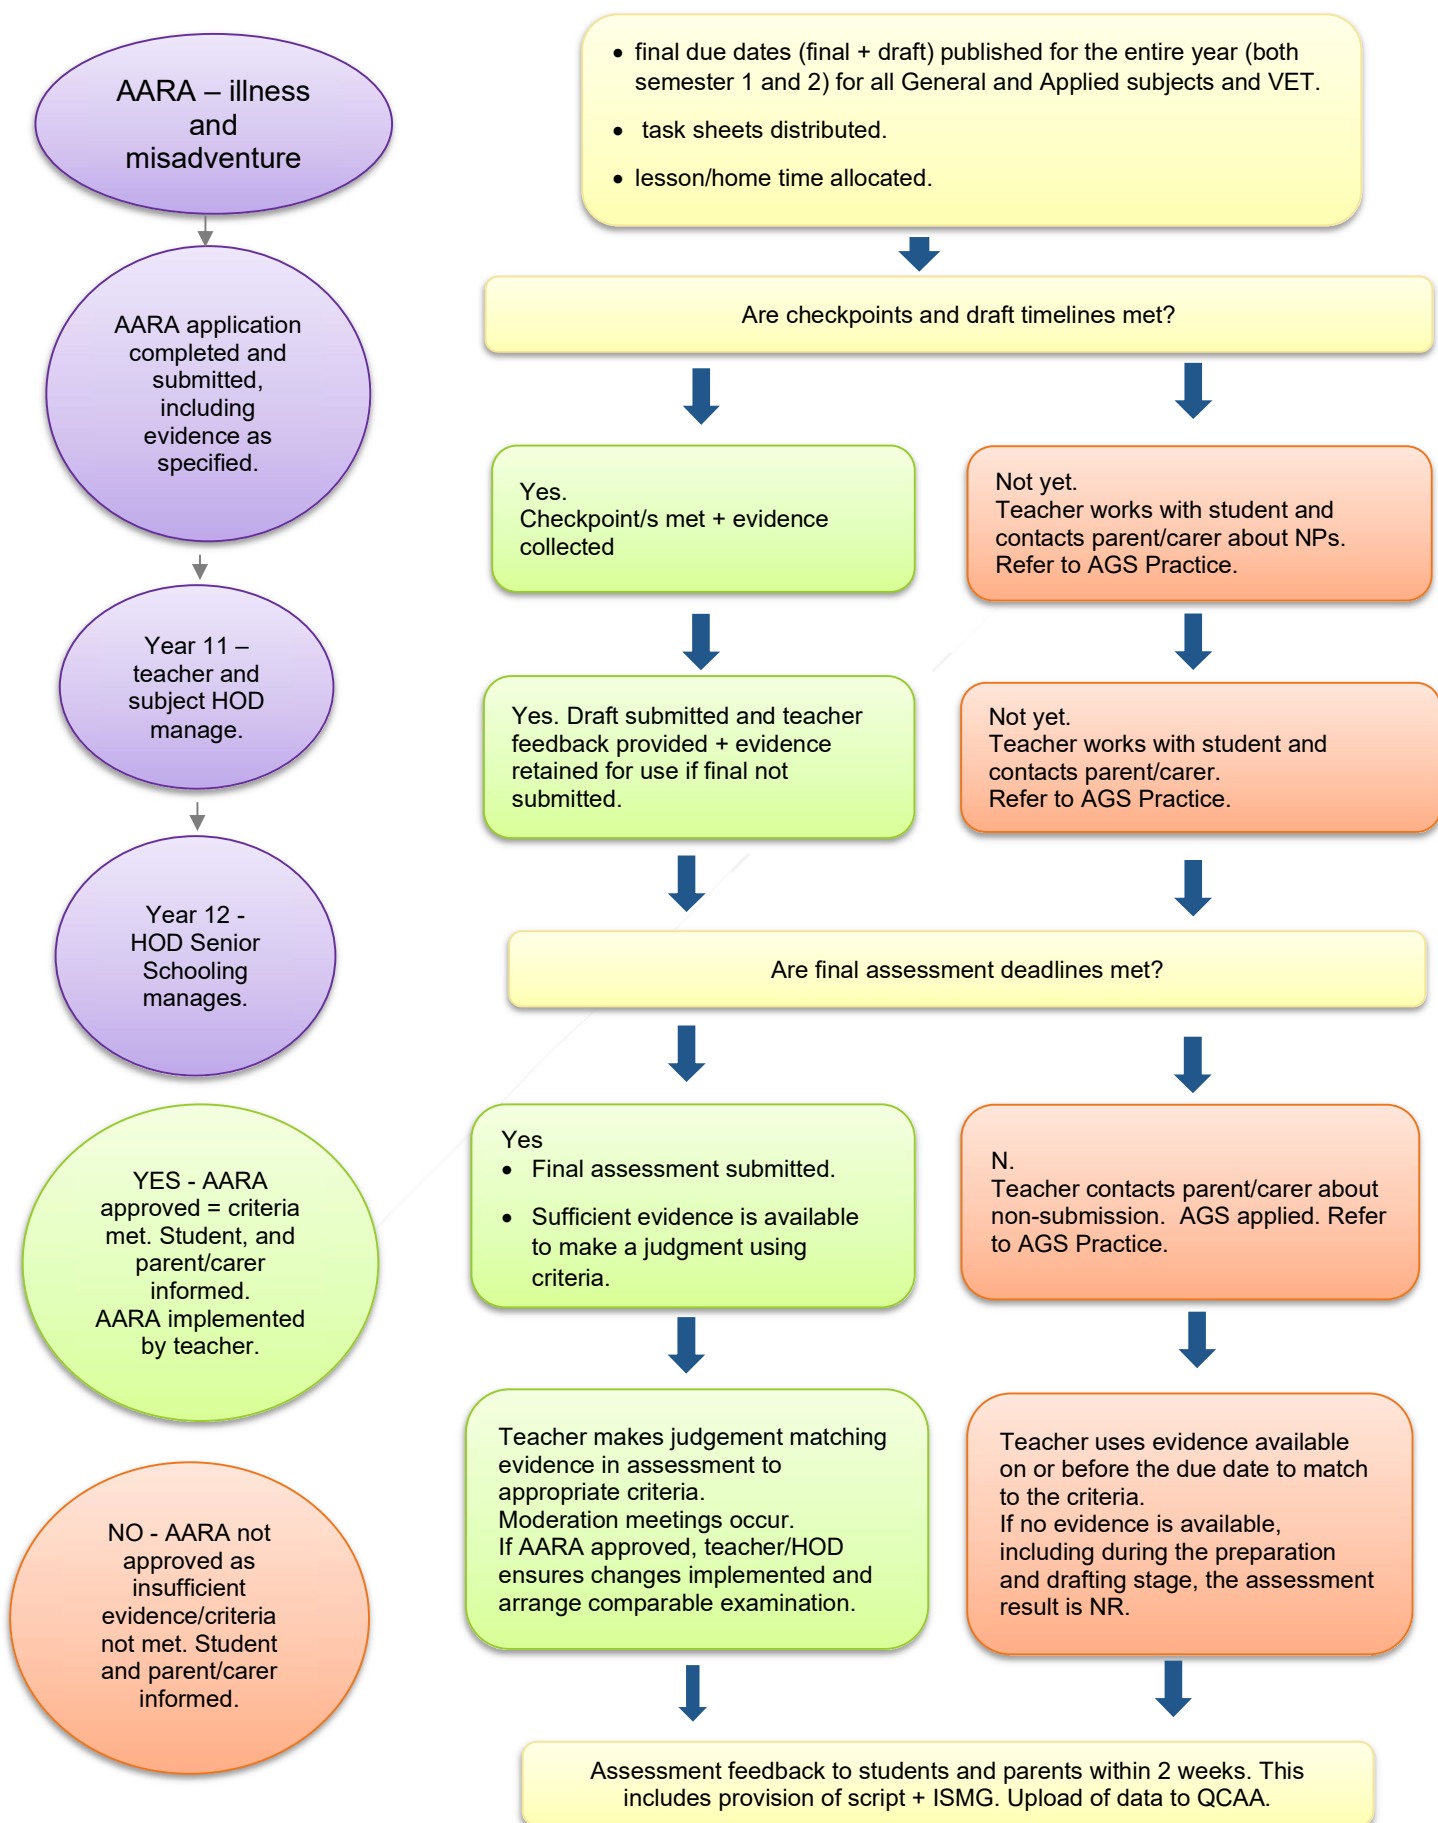 AARA – illness
and
misadventure
AARA application
completed and
submitted,
including
evidence as
specified.
Year 11 –
teacher and
subject HOD
manage.
Year 12 -
HOD Senior
Schooling
manages.
YES - AARA
approved = criteria
met. Student, and
parent/carer
informed.
AARA implemented
by teacher.
NO - AARA not
approved as
insufficient
evidence/criteria
not met. Student
and parent/carer
informed.
• final due dates (final + draft) published for the entire year (both
semester 1 and 2) for all General and Applied subjects and VET.
• task sheets distributed.
• lesson/home time allocated.
Are checkpoints and draft timelines met?
Yes.
Checkpoint/s met + evidence
collected
Not yet.
Teacher works with student and
contacts parent/carer about NPs.
Refer to AGS Practice.
Yes. Draft submitted and teacher
feedback provided + evidence
retained for use if final not
submitted.
Not yet.
Teacher works with student and
contacts parent/carer.
Refer to AGS Practice.
Are final assessment deadlines met?
Yes
• Final assessment submitted.
• Sufficient evidence is available
to make a judgment using
criteria.
N.
Teacher contacts parent/carer about
non-submission. AGS applied. Refer
to AGS Practice.
Teacher makes judgement matching
evidence in assessment to
appropriate criteria.
Moderation meetings occur.
If AARA approved, teacher/HOD
ensures changes implemented and
arrange comparable examination.
Teacher uses evidence available
on or before the due date to match
to the criteria.
If no evidence is available,
including during the preparation
and drafting stage, the assessment
result is NR.
Assessment feedback to students and parents within 2 weeks. This
includes provision of script + ISMG. Upload of data to QCAA.